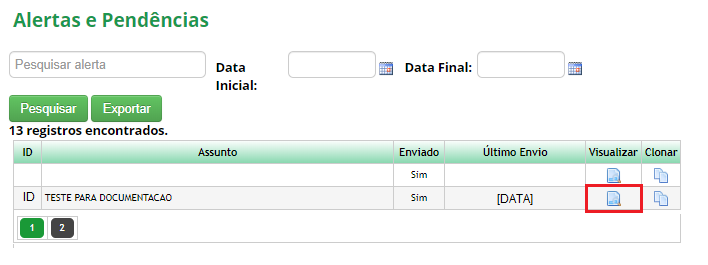 Alertas e Pendências
Pesquisar alerta
Data Inicial:
Data Final:
Pesquisar Exportar
13 registros encontrados.
ID Assunto Enviado Último Envio Visualizar Clonar
Sim
ID TESTE PARA DOCUMENTACAO Sim [DATA]
1 2